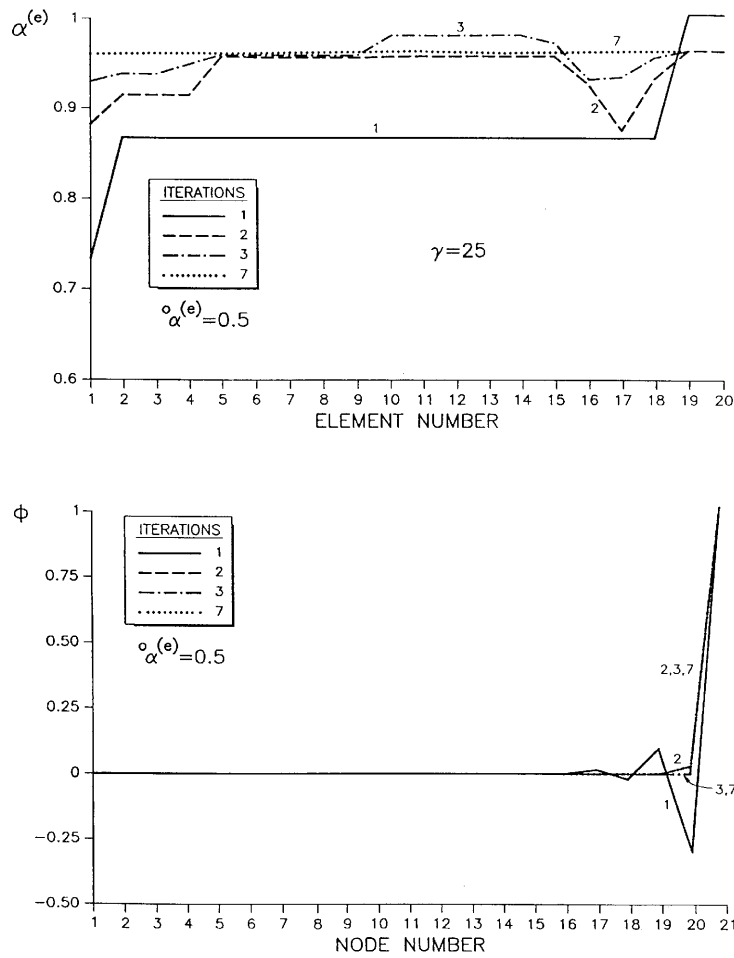 α(e)
1
0.9
0.8
0.7
0.6
3
7
2
1
ITERATIONS
1
2
3
7
γ=25
°α(e)=0.5
1 2 3 4 5 6 7 8 9 10 11 12 13 14 15 16 17 18 19 20
ELEMENT NUMBER
ϕ
1
0.75
0.50
0.25
0
−0.25
−0.50
ITERATIONS
1
2
3
7
°α(e)=0.5
2,3,7
2
3,7
1
1 2 3 4 5 6 7 8 9 10 11 12 13 14 15 16 17 18 19 20 21
NODE NUMBER